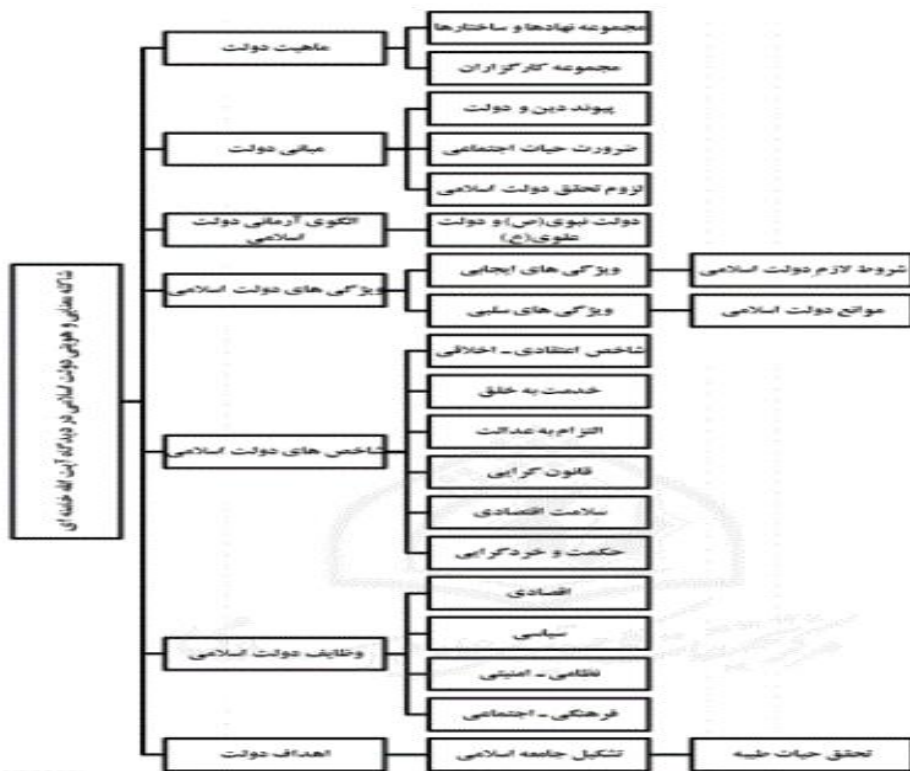 شاکله معنایی و هویتی دولت اسلامی در دیدگاه آیت الله خامنه ای
ماهیت دولت
مجموعه نهادها و ساختارها
مجموعه کارگزاران
مبانی دولت
پیوند دین و دولت
ضرورت حیات اجتماعی
لزوم تحقق دولت اسلامی
الگوی آرمانی دولت
اسلامی
دولت نبوی(ص) و دولت
علوی(ع)
ویژگی های دولت اسلامی
ویژگی های ایجابی
شروط لازم دولت اسلامی
ویژگی های سلبی
موانع دولت اسلامی
شاخص های دولت اسلامی
شاخص اعتقادی - اخلاقی
خدمت به خلق
التزام به عدالت
قانون گرایی
سلامت اقتصادی
حکمت و خردگرایی
وظایف دولت اسلامی
اقصادی
سیاسی
نظامی - امنیتی
فرهنگی - اجتماعی
اهداف دولت
تشکیل جامعه اسلامی
تحقق حیات طیبه